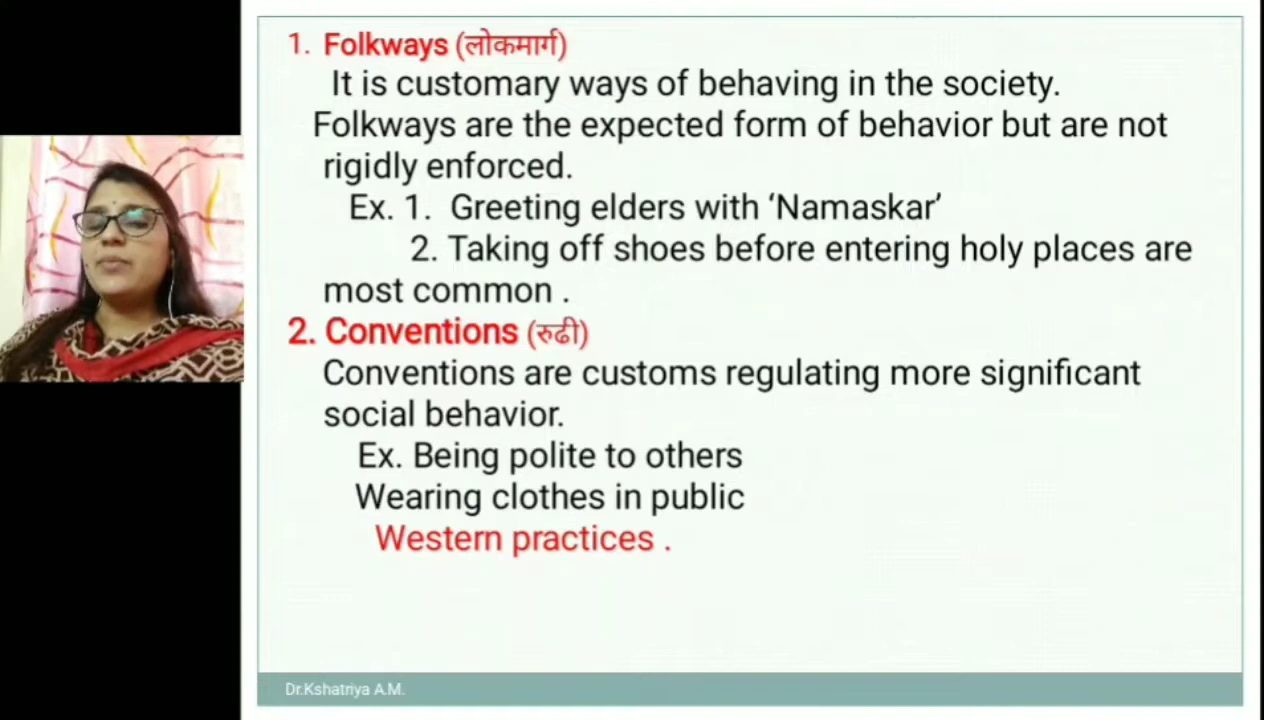 1. Folkways (लोकमार्ग)
It is customary ways of behaving in the society.
Folkways are the expected form of behavior but are not
rigidly enforced.
Ex. 1. Greeting elders with ‘Namaskar’
2. Taking off shoes before entering holy places are
most common .
2. Conventions (रुढी)
Conventions are customs regulating more significant
social behavior.
Ex. Being polite to others
Wearing clothes in public
Western practices .
Dr.Kshatriya A.M.